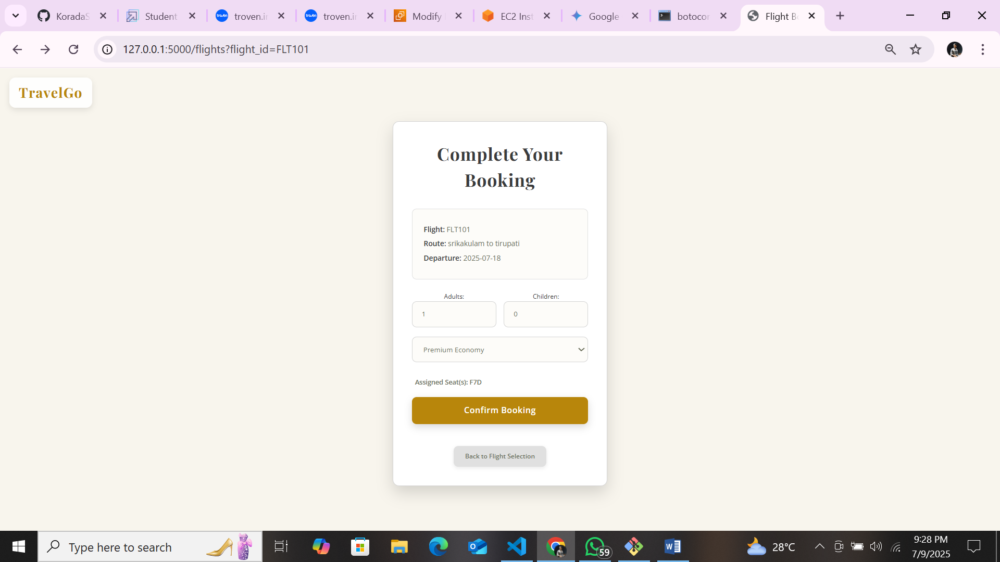 KoradaS
Student
troven.in
troven.in
Modify
EC2 Inst
Google
botocor
Flight Bo
127.0.0.1:5000/flights?flight_id=FLT101
TravelGo
Complete Your
Booking
Flight: FLT101
Route: srikakulam to tirupati
Departure: 2025-07-18
Adults:
Children:
1
0
Premium Economy
Assigned Seat(s): F7D
Confirm Booking
Back to Flight Selection
Type here to search
59
28°C
9:28 PM
7/9/2025